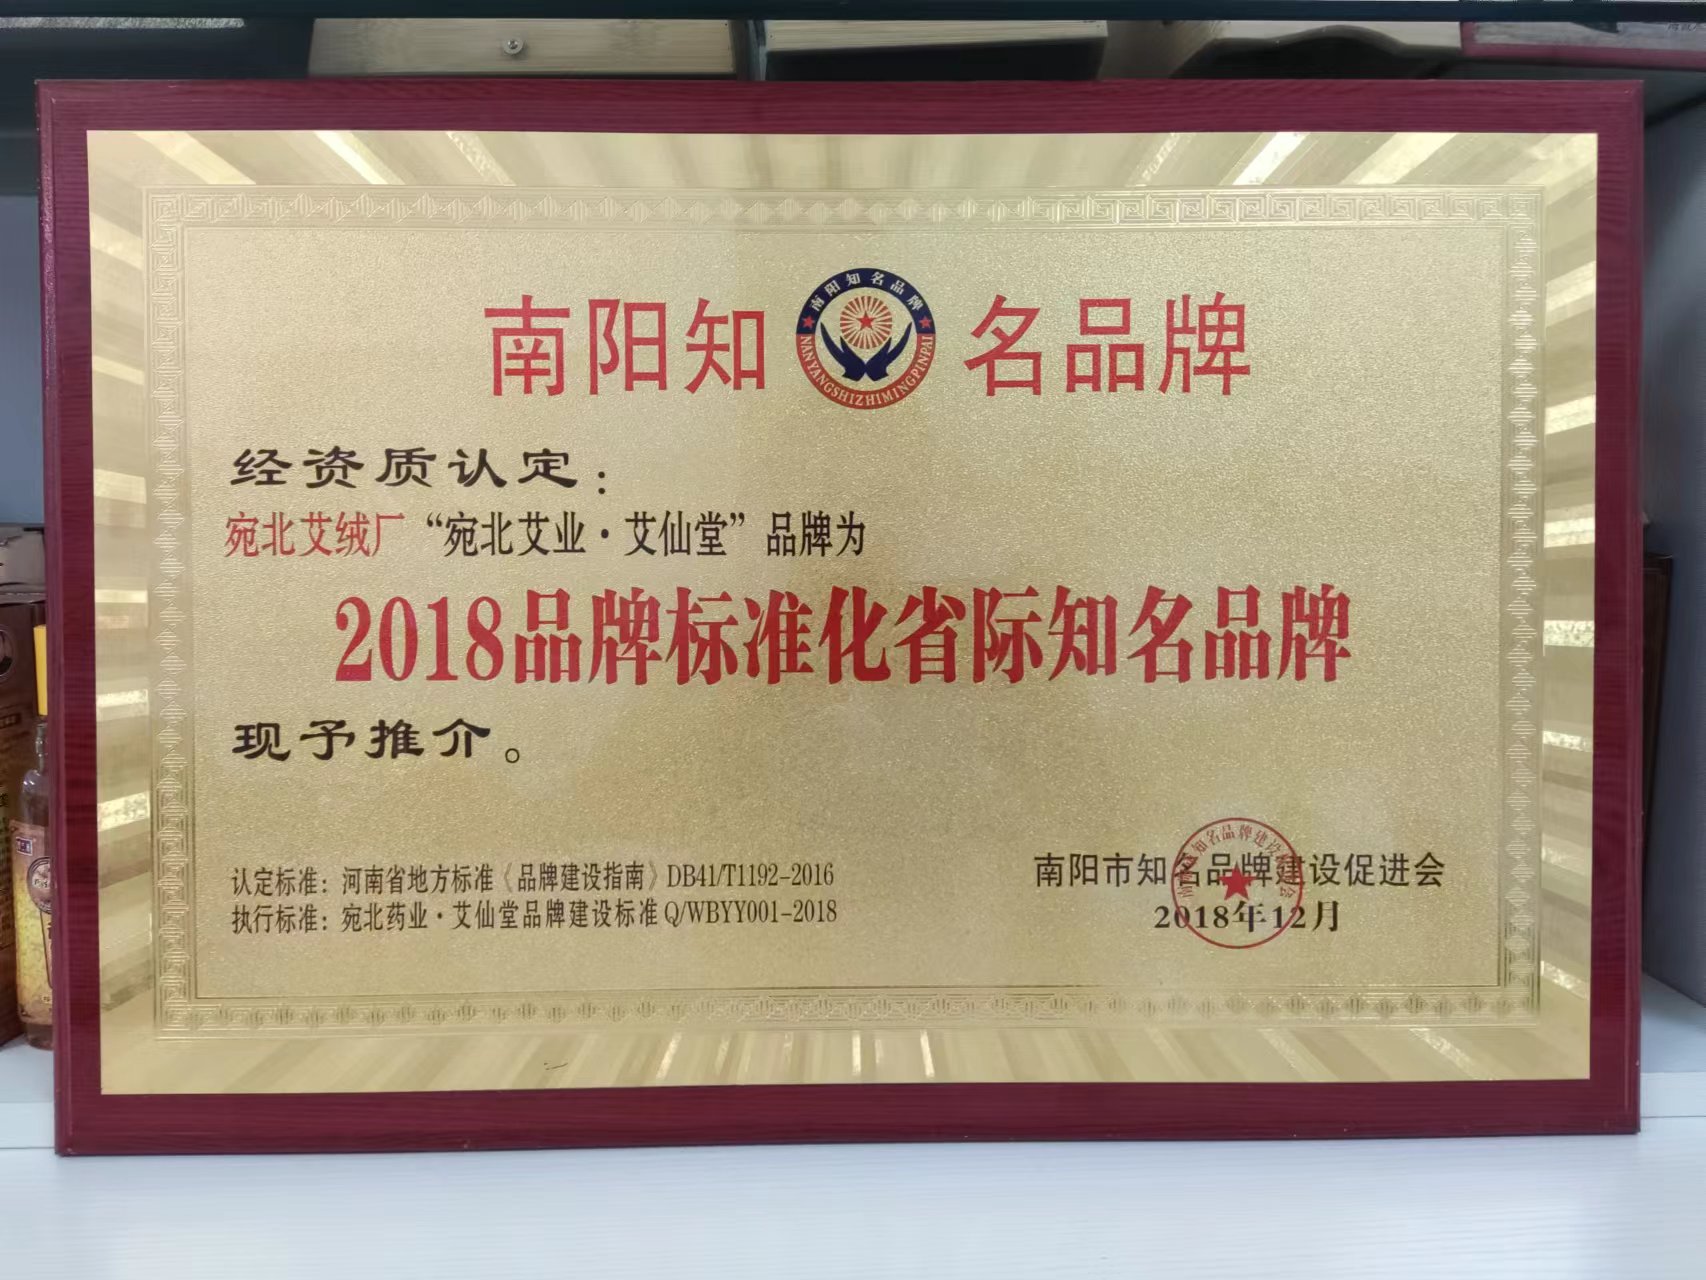 南阳知名品牌
南阳知名品牌
NANYANGSHIZHIMINGPINPAI
经资质认定：
宛北艾绒厂“宛北艾业·艾仙堂”品牌为
2018品牌标准化省际知名品牌
现予推介。
认定标准：河南省地方标准《品牌建设指南》DB41/T1192-2016
执行标准：宛北药业·艾仙堂品牌建设标准Q/WBYY001-2018
南阳市知名品牌建设促进会
2018年12月